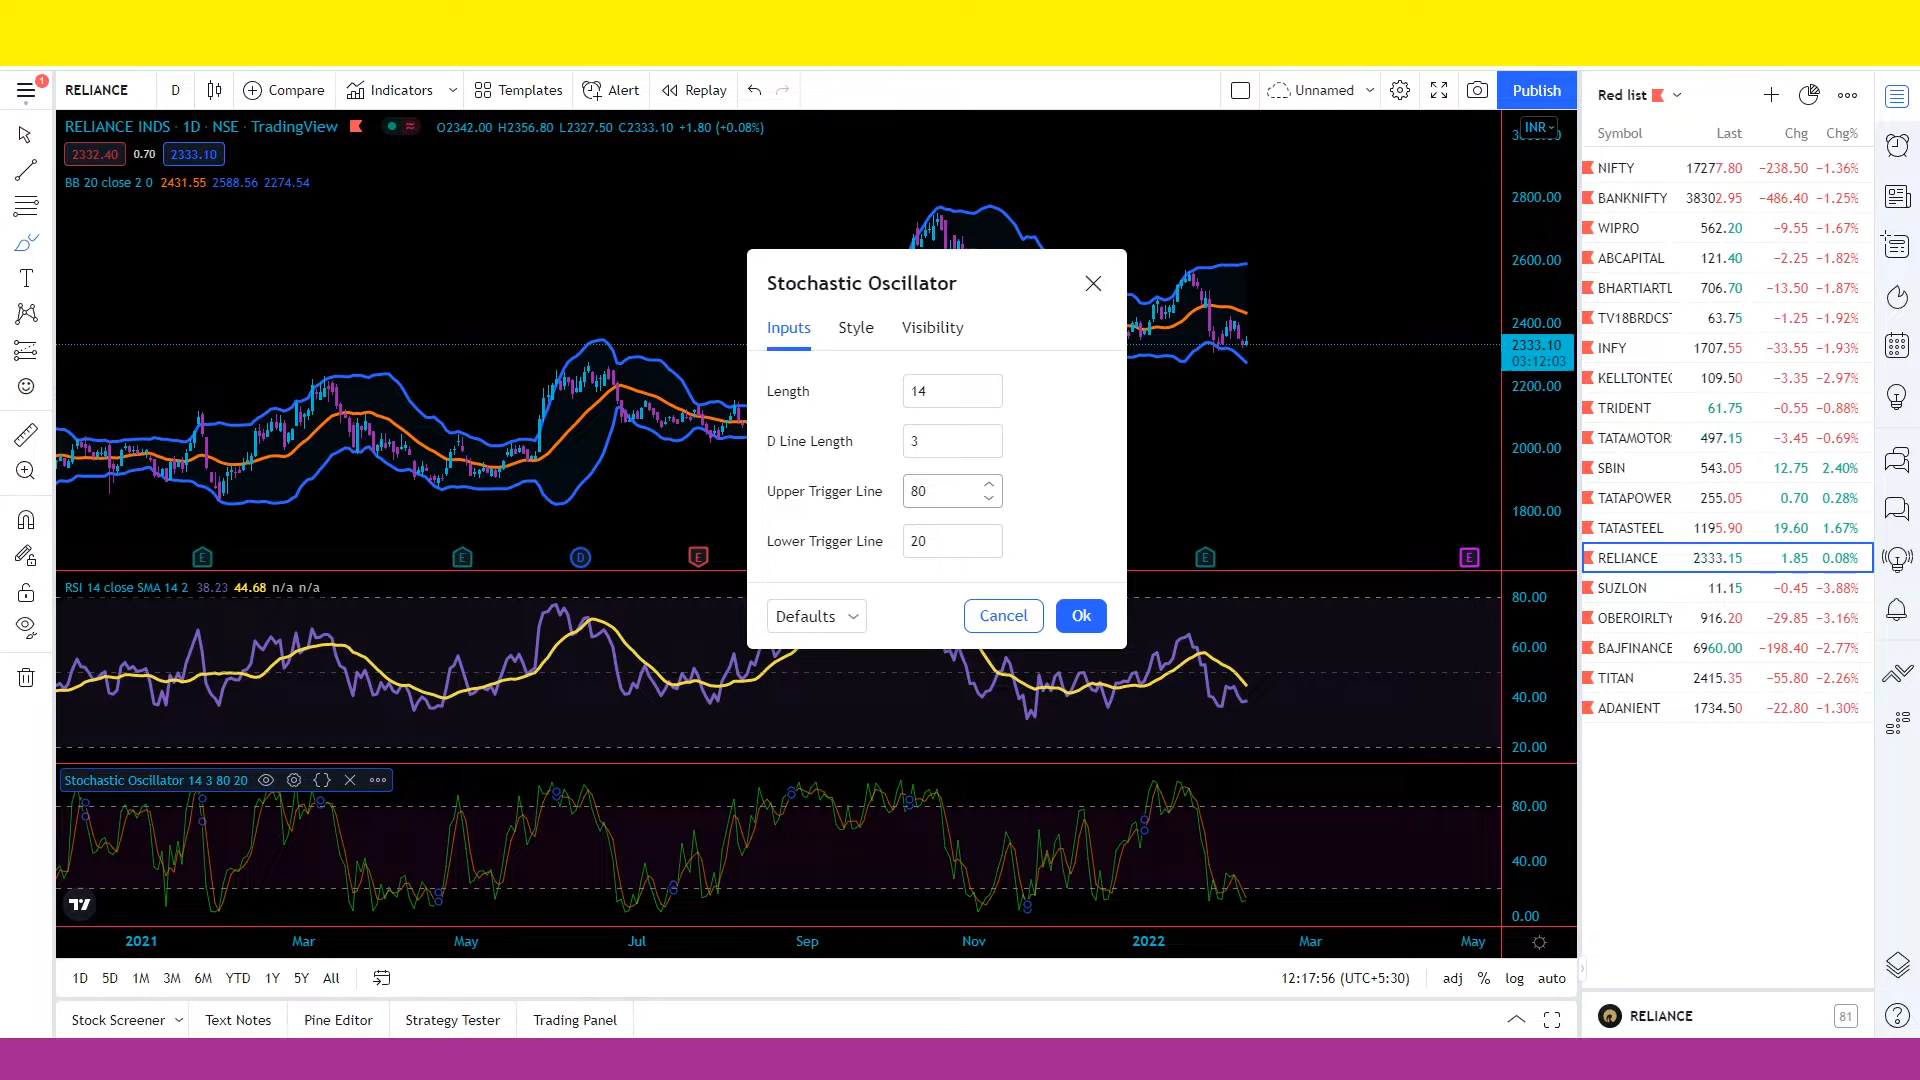 1
RELIANCE D Compare Indicators Templates Alert Replay Unnamed Publish
RELIANCE INDS · 1D · NSE · TradingView O2342.00 H2356.80 L2327.50 C2333.10 +1.80 (+0.08%)
2332.40 0.70 2333.10
BB 20 close 2 0 2431.55 2588.56 2274.54
INR
2800.00
2600.00
2400.00
2333.10
03:12:03
2200.00
2000.00
1800.00
E E D E E E
Stochastic Oscillator
Inputs Style Visibility
Length 14
D Line Length 3
Upper Trigger Line 80
Lower Trigger Line 20
Defaults Cancel Ok
RSI 14 close SMA 14 2 38.23 44.68 n/a n/a
80.00
60.00
40.00
20.00
Stochastic Oscillator 14 3 80 20
80.00
40.00
0.00
2021 Mar May Jul Sep Nov 2022 Mar May
1D 5D 1M 3M 6M YTD 1Y 5Y All 12:17:56 (UTC+5:30) adj % log auto
Stock Screener Text Notes Pine Editor Strategy Tester Trading Panel
Red list
Symbol Last Chg Chg%
NIFTY 17277.80 −238.50 −1.36%
BANKNIFTY 38302.95 −486.40 −1.25%
WIPRO 562.20 −9.55 −1.67%
ABCAPITAL 121.40 −2.25 −1.82%
BHARTIARTL 706.70 −13.50 −1.87%
TV18BRDCST 63.75 −1.25 −1.92%
INFY 1707.55 −33.55 −1.93%
KELLTONTEC 109.50 −3.35 −2.97%
TRIDENT 61.75 −0.55 −0.88%
TATAMOTOR 497.15 −3.45 −0.69%
SBIN 543.05 12.75 2.40%
TATAPOWER 255.05 0.70 0.28%
TATASTEEL 1195.90 19.60 1.67%
RELIANCE 2333.15 1.85 0.08%
SUZLON 11.15 −0.45 −3.88%
OBEROIRLTY 916.20 −29.85 −3.16%
BAJFINANCE 6960.00 −198.40 −2.77%
TITAN 2415.35 −55.80 −2.26%
ADANIENT 1734.50 −22.80 −1.30%
RELIANCE 81